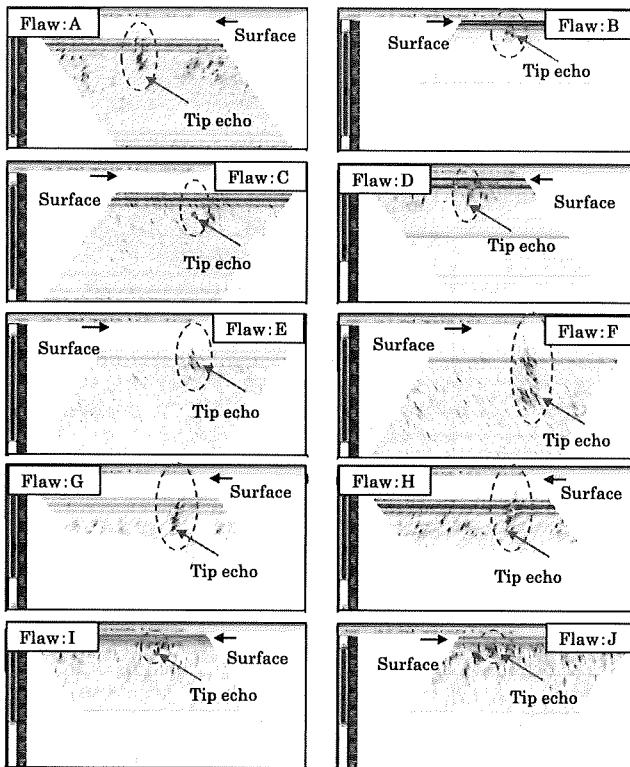 Flaw:A
Surface
Tip echo
Flaw:B
Surface
Tip echo
Flaw:C
Surface
Tip echo
Flaw:D
Surface
Tip echo
Flaw:E
Surface
Tip echo
Flaw:F
Surface
Tip echo
Flaw:G
Surface
Tip echo
Flaw:H
Surface
Tip echo
Flaw:I
Surface
Tip echo
Flaw:J
Surface
Tip echo